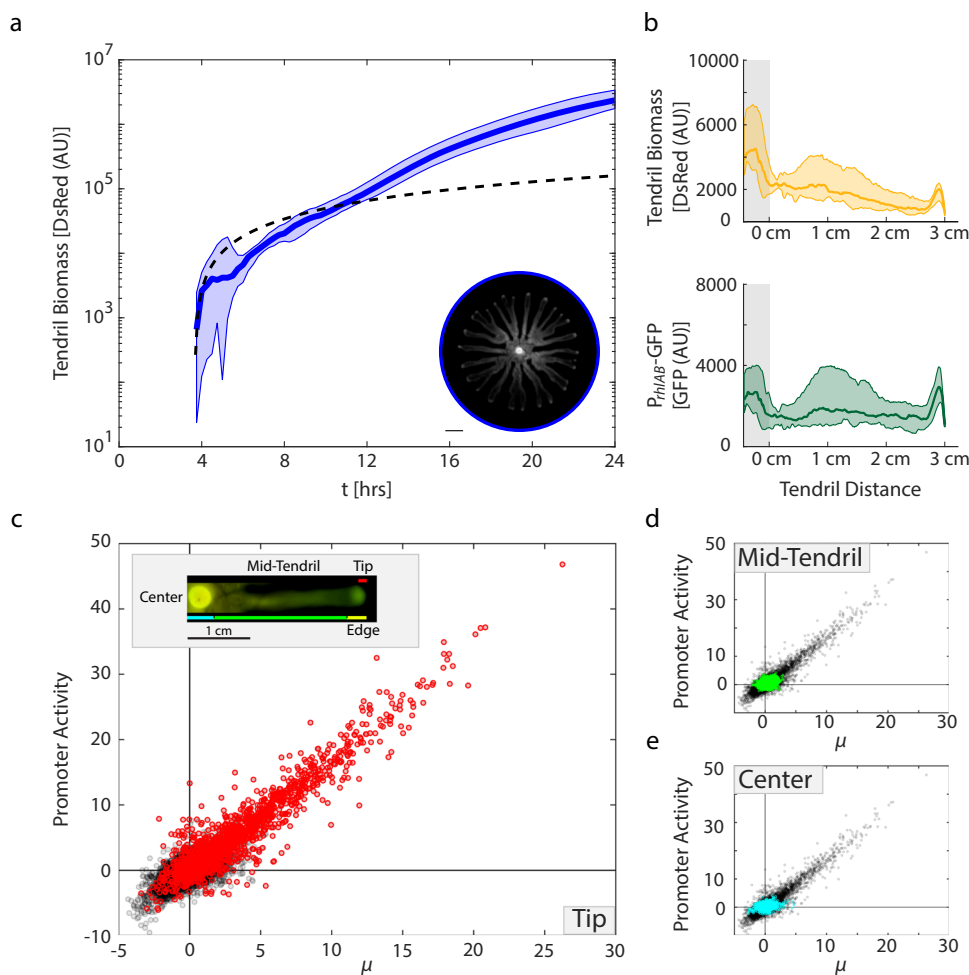 a
Tendril Biomass [DsRed (AU)]
10^7
10^5
10^3
10^1
0 4 8 12 16 20 24
t [hrs]
b
Tendril Biomass
[DsRed (AU)]
10000
6000
2000
0
0 cm 1 cm 2 cm 3 cm
P_rhlAB-GFP
[GFP (AU)]
8000
4000
0
0 cm 1 cm 2 cm 3 cm
Tendril Distance
c
Promoter Activity
50
40
30
20
10
0
-10
-5 0 5 10 15 20 25 30
μ
Mid-Tendril Tip
Center
1 cm Edge
Tip
d
Mid-Tendril
Promoter Activity
50
30
10
0
0 10 20 30
μ
e
Center
Promoter Activity
50
30
10
0
0 10 20 30
μ